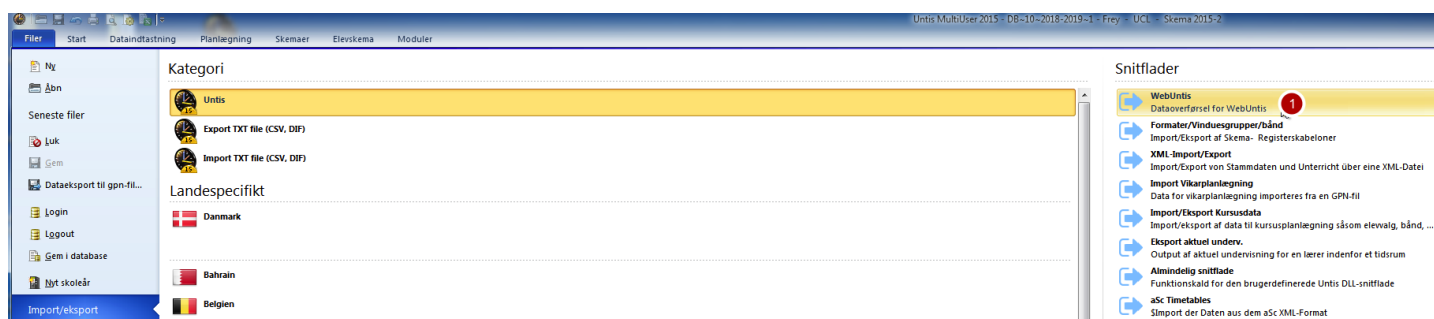 Untis MultiUser 2015 - DB~10~2018-2019~1 - Frey - UCL - Skema 2015-2
Filer Start Dataindtastning Planlægning Skemaer Elevskema Moduler
Ny
Åbn
Seneste filer
Luk
Gem
Dataeksport til gpn-fil...
Login
Logout
Gem i database
Nyt skoleår
Import/eksport
Kategori
Untis
Export TXT file (CSV, DIF)
Import TXT file (CSV, DIF)
Landespecifikt
Danmark
Bahrain
Belgien
Snitflader
WebUntis
Dataoverførsel for WebUntis
1
Formater/Vinduesgrupper/bånd
Import/Eksport af Skema- Registerskabeloner
XML-Import/Export
Import/Export von Stammdaten und Unterricht über eine XML-Datei
Import Vikarplanlægning
Data for vikarplanlægning importeres fra en GPN-fil
Import/Eksport Kursusdata
Import/eksport af data til kursusplanlægning såsom elevvalg, bånd, ...
Eksport aktuel underv.
Output af aktuel undervisning for en lærer indenfor et tidsrum
Almindelig snitflade
Funktionskald for den brugerdefinerede Untis DLL-snitflade
aSc Timetables
$Import der Daten aus dem aSc XML-Format